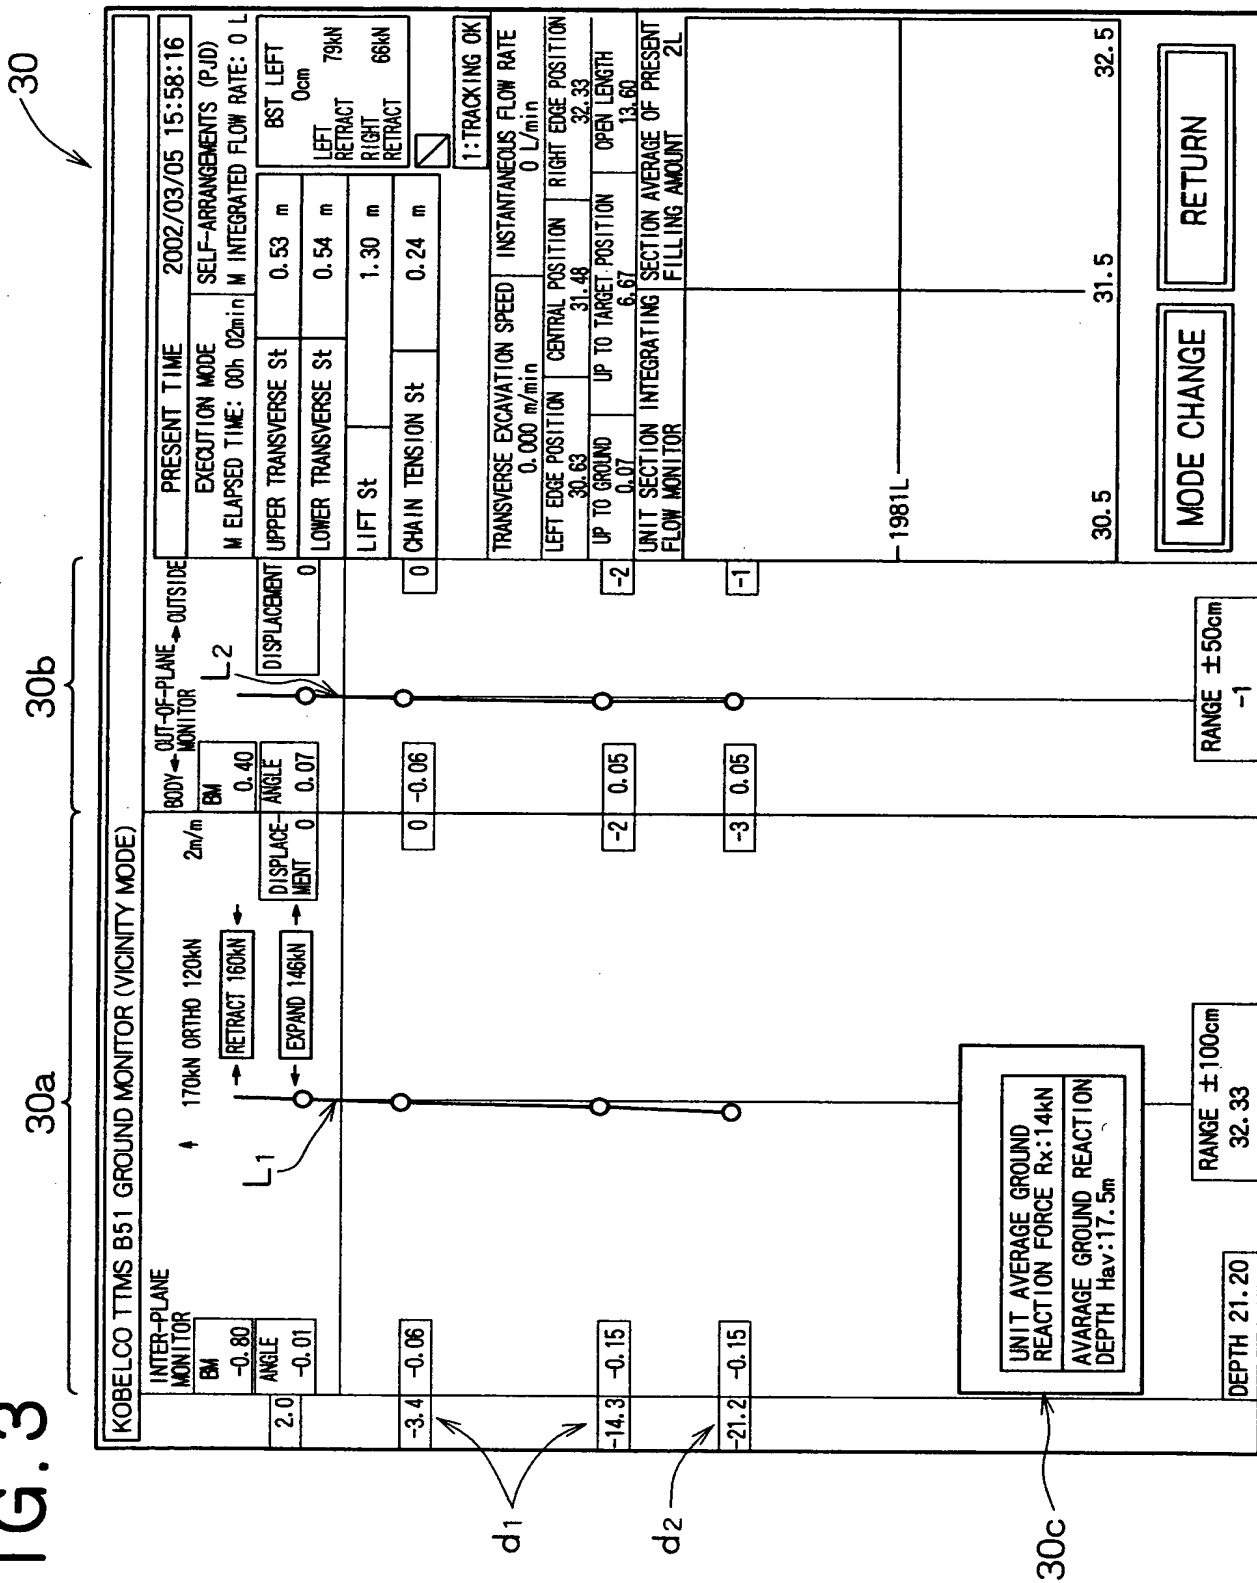 FIG. 3
30
30a
30b
KOBELCO TTMS B51 GROUND MONITOR (VICINITY MODE)
INTER-PLANE
MONITOR
BM
-0.80
ANGLE
-0.01
2.0
170kN ORTHO 120kN
2m/m
RETRACT 160kN
EXPAND 146kN
DISPLACE-
MENT 0
L1
-3.4 -0.06
0
-14.3 -0.15
-2
-21.2 -0.15
-3
d1
d2
30c
UNIT AVERAGE GROUND
REACTION FORCE Rx:14kN
AVARAGE GROUND REACTION
DEPTH Hav:17.5m
DEPTH 21.20
RANGE ±100cm
32.33
BODY OUT-OF-PLANE OUTSIDE
MONITOR
BM
0.40
ANGLE
0.07
DISPLACEMENT
0
L2
-0.06
0
0.05
-2
0.05
-1
RANGE ±50cm
-1
PRESENT TIME 2002/03/05 15:58:16
EXECUTION MODE SELF-ARRANGEMENTS (PJD)
M ELAPSED TIME: 00h 02min M INTEGRATED FLOW RATE: 0 L
UPPER TRANSVERSE St 0.53 m
LOWER TRANSVERSE St 0.54 m
LIFT St 1.30 m
CHAIN TENSION St 0.24 m
BST LEFT
0cm
LEFT
RETRACT 79kN
RIGHT
RETRACT 66kN
1:TRACKING OK
TRANSVERSE EXCAVATION SPEED INSTANTANEOUS FLOW RATE
0.000 m/min 0 L/min
LEFT EDGE POSITION CENTRAL POSITION RIGHT EDGE POSITION
30.63 31.48 32.33
UP TO GROUND UP TO TARGET POSITION OPEN LENGTH
0.07 6.67 13.60
UNIT SECTION INTEGRATING SECTION AVERAGE OF PRESENT
FLOW MONITOR FILLING AMOUNT 2L
1981L
30.5 31.5 32.5
MODE CHANGE RETURN